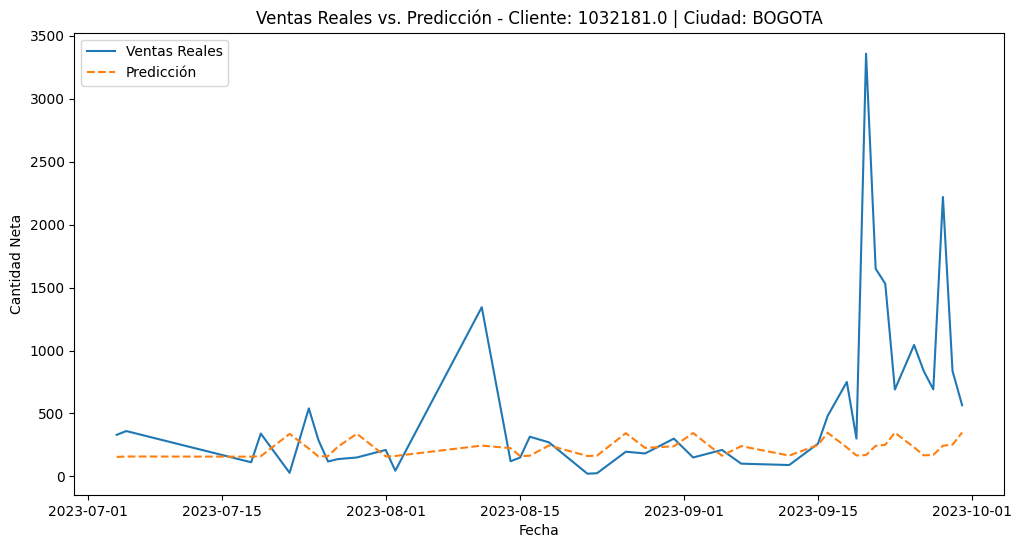 Ventas Reales vs. Predicción - Cliente: 1032181.0 | Ciudad: BOGOTA
Ventas Reales
Predicción
3500
3000
2500
2000
1500
1000
500
0
Cantidad Neta
2023-07-01 2023-07-15 2023-08-01 2023-08-15 2023-09-01 2023-09-15 2023-10-01
Fecha